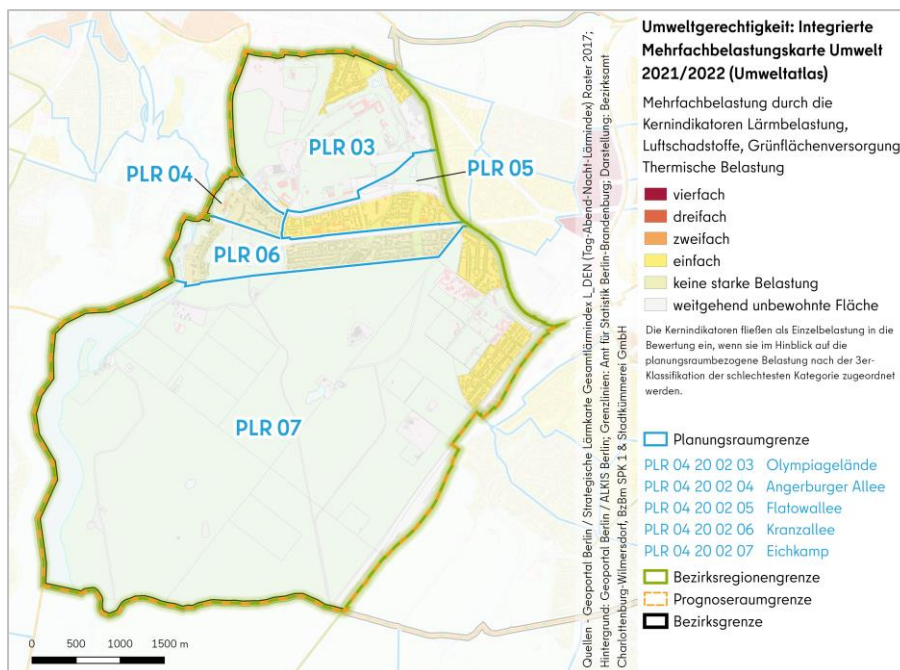 PLR 03
PLR 04
PLR 05
PLR 06
PLR 07
0 500 1000 1500 m
Quellen - Geoportal Berlin / Strategische Lärmkarte Gesamtlärmindex L_DEN (Tag-Abend-Nacht-Lärmindex) Raster 2017;
Hintergrund: Geoportal Berlin / ALKIS Berlin; Grenzlinien: Amt für Statistik Berlin-Brandenburg; Darstellung: Bezirksamt
Charlottenburg-Wilmersdorf, BzBm SPK 1 & Stadtkümmerei GmbH
Umweltgerechtigkeit: Integrierte
Mehrfachbelastungskarte Umwelt
2021/2022 (Umweltatlas)
Mehrfachbelastung durch die
Kernindikatoren Lärmbelastung,
Luftschadstoffe, Grünflächenversorgung
Thermische Belastung
vierfach
dreifach
zweifach
einfach
keine starke Belastung
weitgehend unbewohnte Fläche
Die Kernindikatoren fließen als Einzelbelastung in die
Bewertung ein, wenn sie im Hinblick auf die
planungsraumbezogene Belastung nach der 3er-
Klassifikation der schlechtesten Kategorie zugeordnet
werden.
Planungsraumgrenze
PLR 04 20 02 03 Olympiagelände
PLR 04 20 02 04 Angerburger Allee
PLR 04 20 02 05 Flatowallee
PLR 04 20 02 06 Kranzallee
PLR 04 20 02 07 Eichkamp
Bezirksregionengrenze
Prognoseraumgrenze
Bezirksgrenze